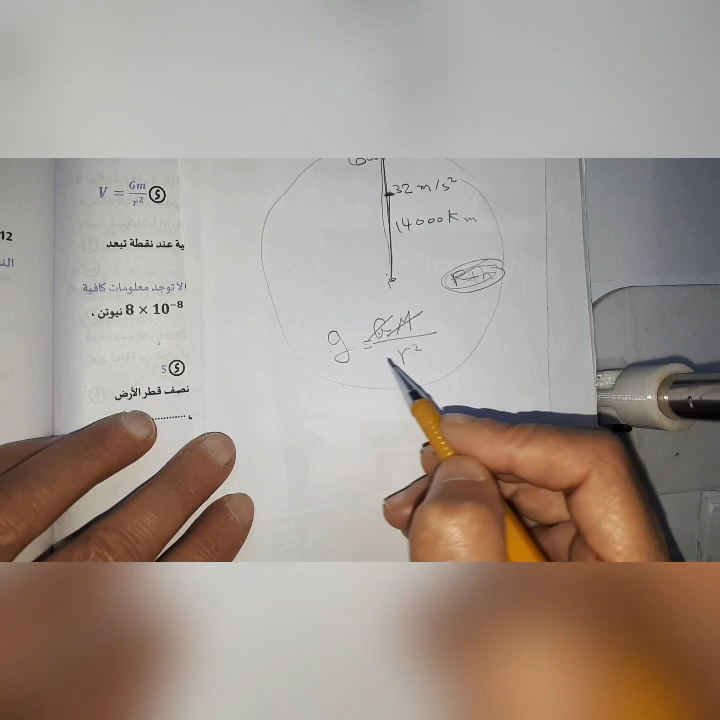 V = Gm/r² ⑤
12
ية عند نقطة تبعد
الا توجد معلومات كافية
8 × 10⁻⁸ نيوتن ،
5 ⑤
نصف قطر الأرض
32 m/s²
14000 Km
R+h
g = GM/r²